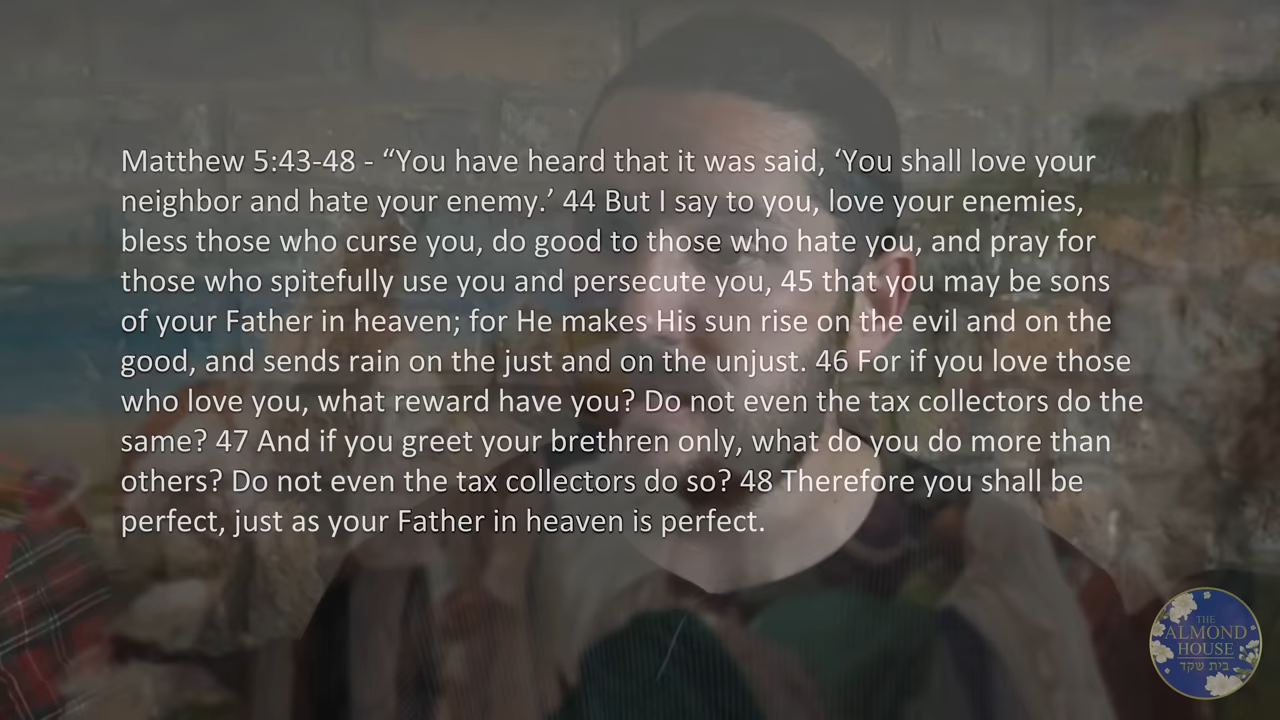 Matthew 5:43-48 - “You have heard that it was said, ‘You shall love your
neighbor and hate your enemy.’ 44 But I say to you, love your enemies,
bless those who curse you, do good to those who hate you, and pray for
those who spitefully use you and persecute you, 45 that you may be sons
of your Father in heaven; for He makes His sun rise on the evil and on the
good, and sends rain on the just and on the unjust. 46 For if you love those
who love you, what reward have you? Do not even the tax collectors do the
same? 47 And if you greet your brethren only, what do you do more than
others? Do not even the tax collectors do so? 48 Therefore you shall be
perfect, just as your Father in heaven is perfect.
THE
ALMOND
HOUSE
בית שקד